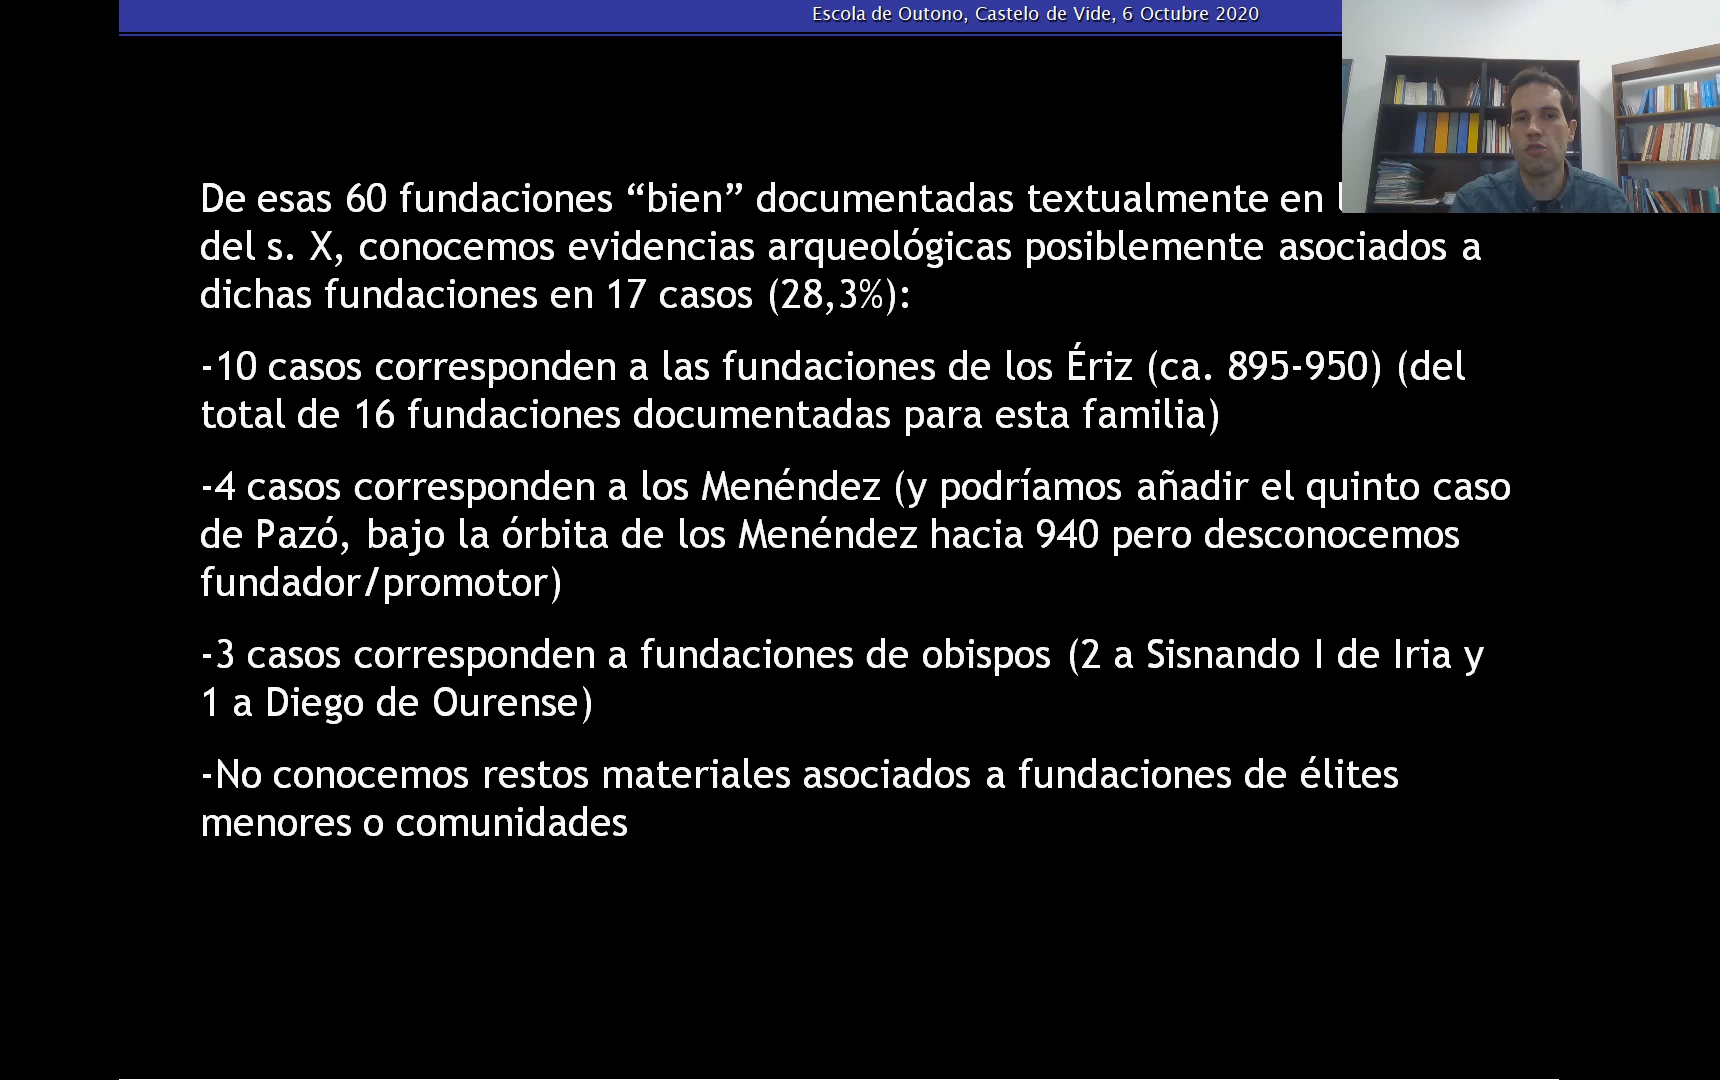 Escola de Outono, Castelo de Vide, 6 Octubre 2020
De esas 60 fundaciones “bien” documentadas textualmente en
del s. X, conocemos evidencias arqueológicas posiblemente asociados a
dichas fundaciones en 17 casos (28,3%):
-10 casos corresponden a las fundaciones de los Ériz (ca. 895-950) (del
total de 16 fundaciones documentadas para esta familia)
-4 casos corresponden a los Menéndez (y podríamos añadir el quinto caso
de Pazó, bajo la órbita de los Menéndez hacia 940 pero desconocemos
fundador/promotor)
-3 casos corresponden a fundaciones de obispos (2 a Sisnando I de Iria y
1 a Diego de Ourense)
-No conocemos restos materiales asociados a fundaciones de élites
menores o comunidades